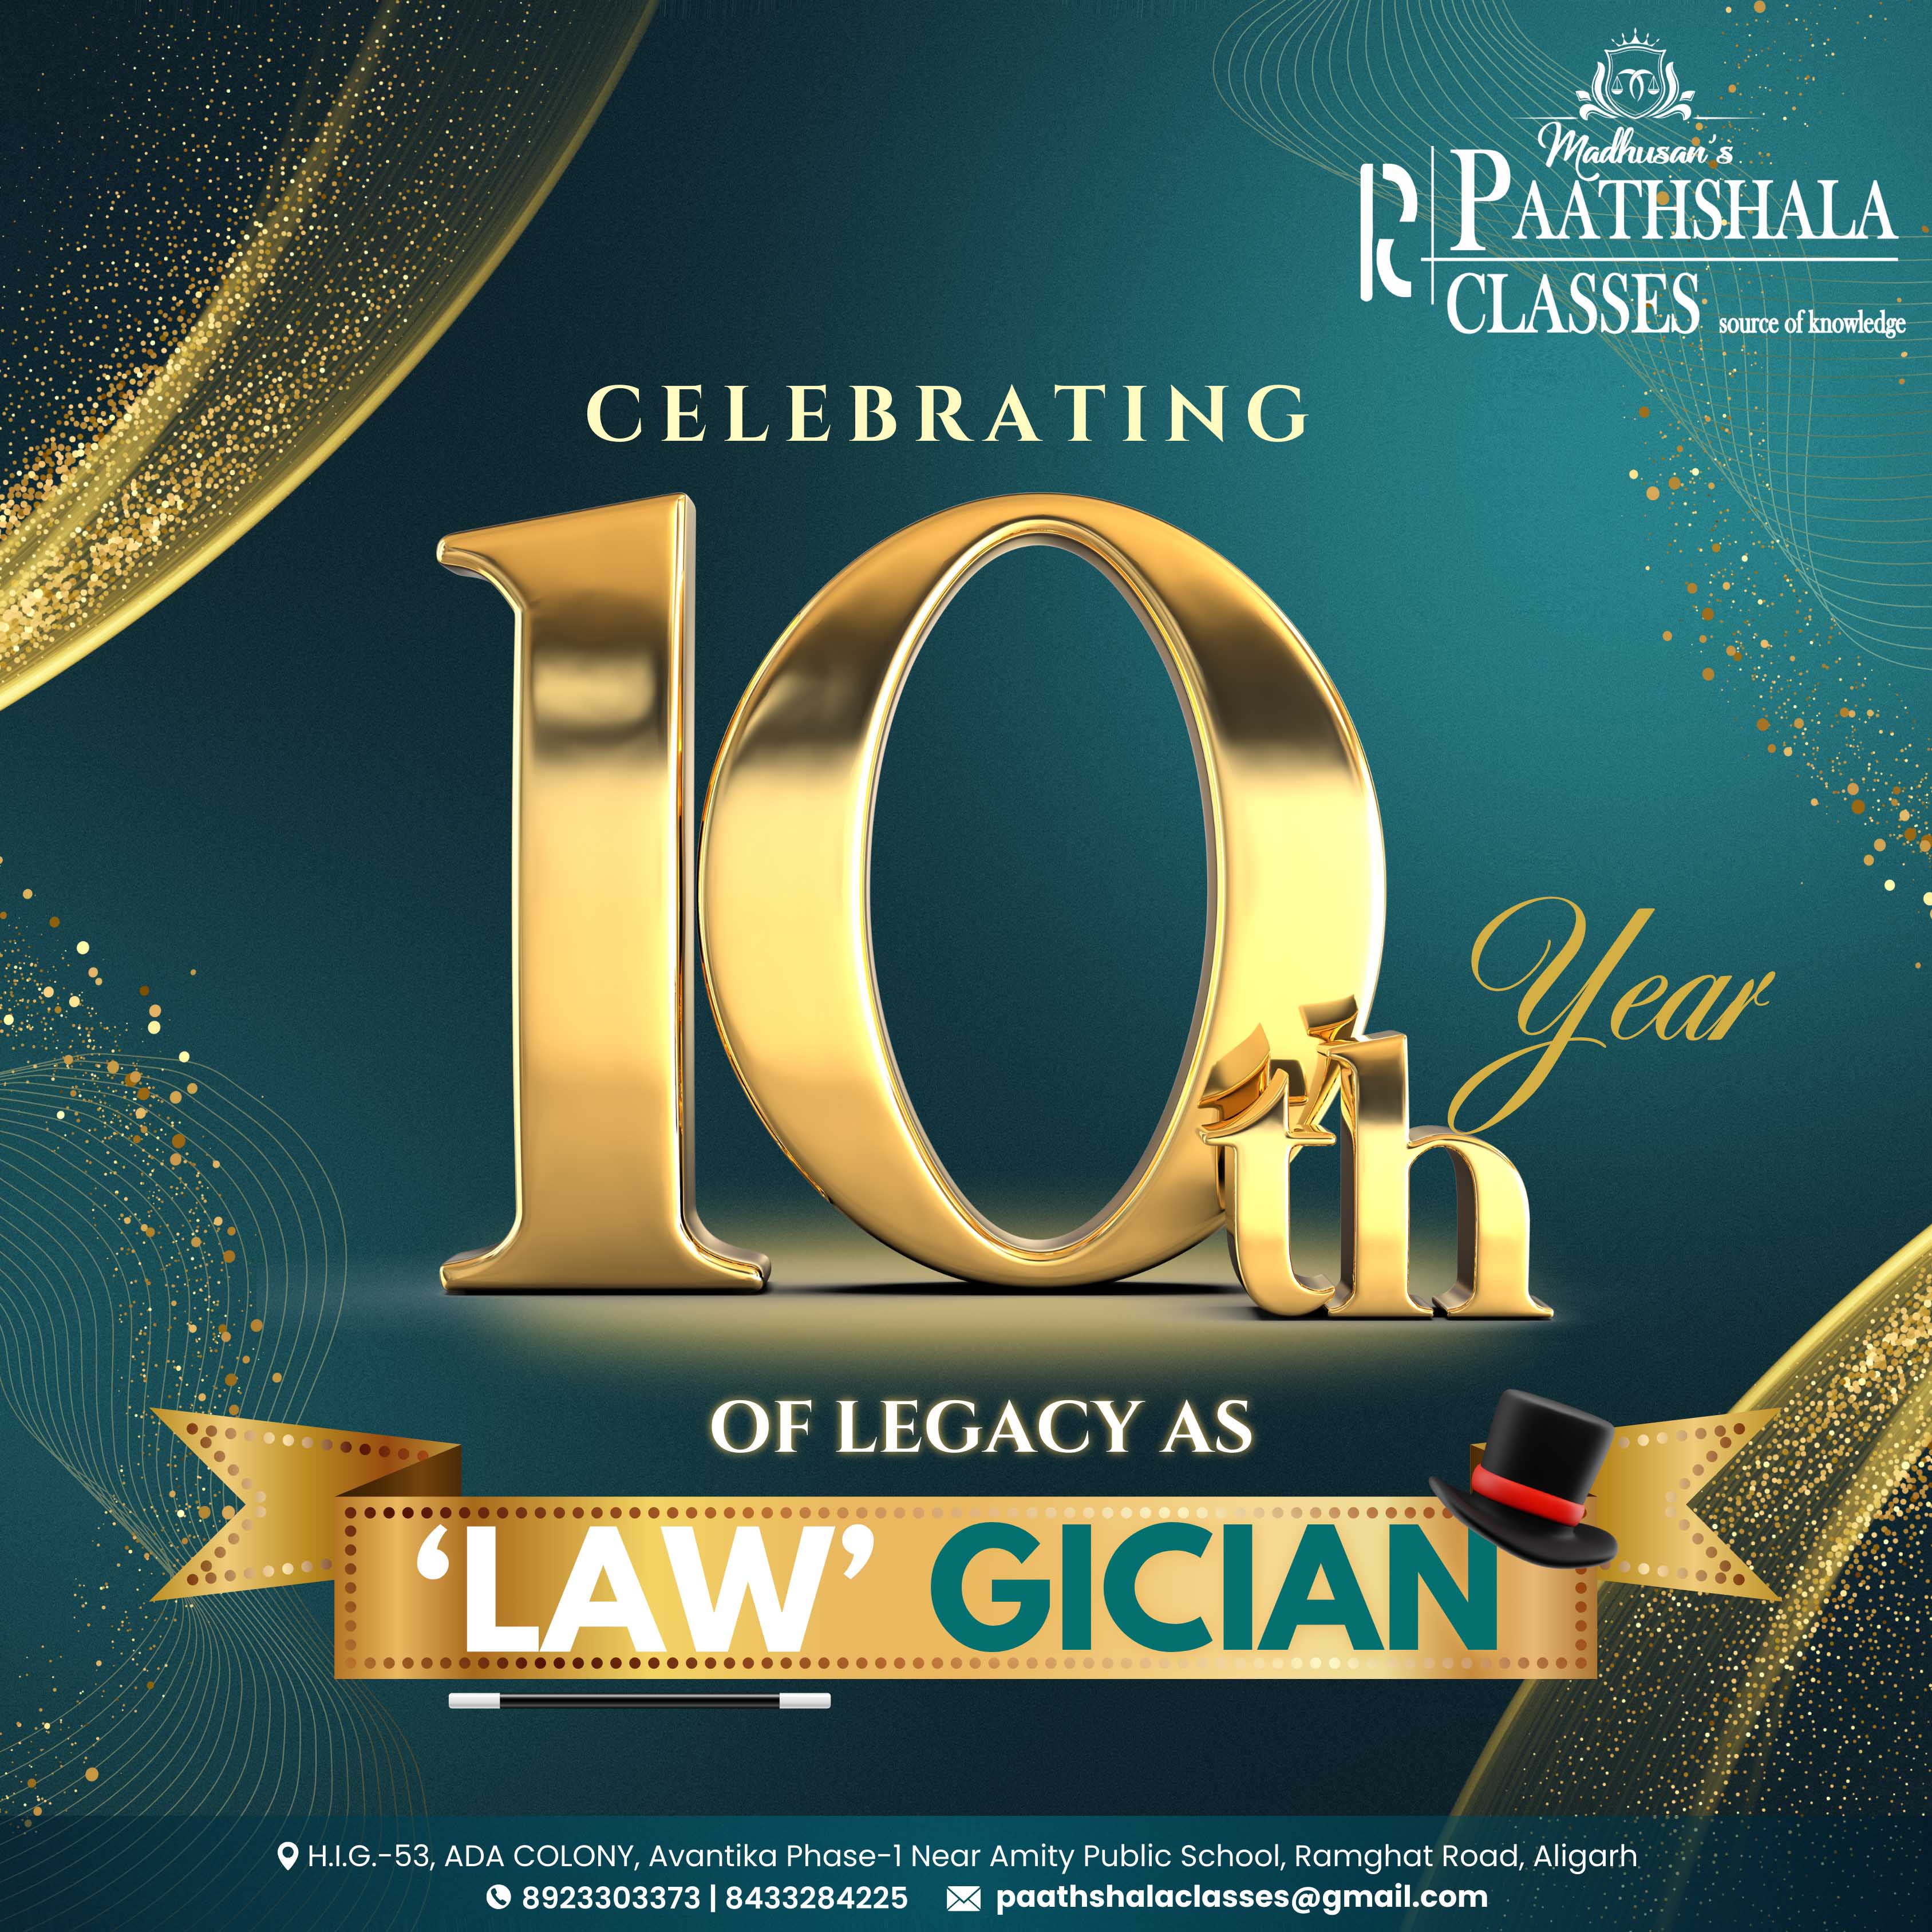 Madhusan's
PAATHSHALA
CLASSES source of knowledge
CELEBRATING
10th Year
OF LEGACY AS
‘LAW’ GICIAN
H.I.G.-53, ADA COLONY, Avantika Phase-1 Near Amity Public School, Ramghat Road, Aligarh
8923303373 | 8433284225 paathshalaclasses@gmail.com